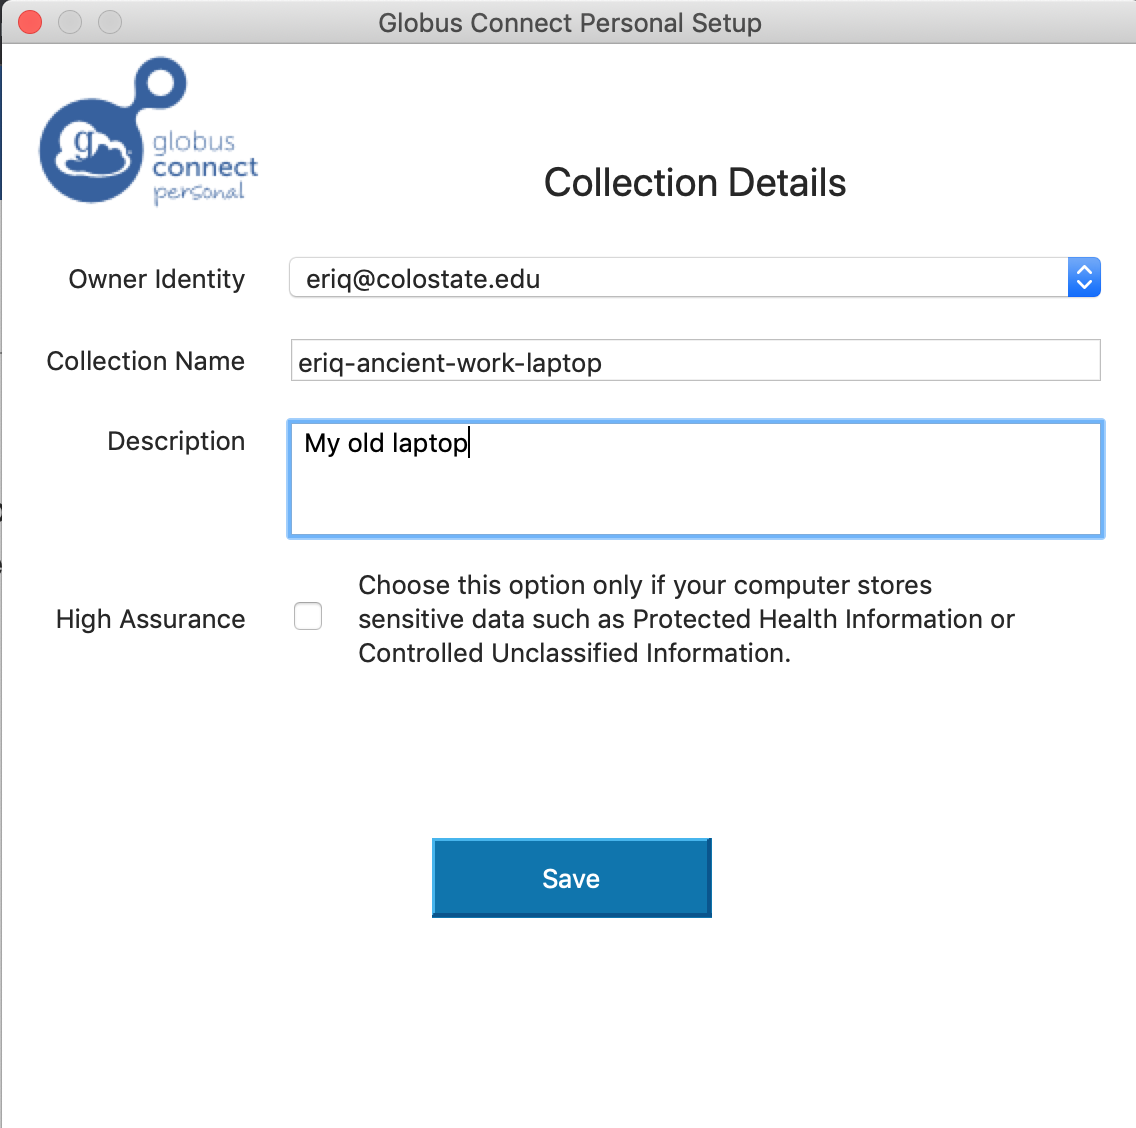 Globus Connect Personal Setup
g
globus
connect
personal
Collection Details
Owner Identity
eriq@colostate.edu
Collection Name
eriq-ancient-work-laptop
Description
My old laptop
High Assurance
Choose this option only if your computer stores
sensitive data such as Protected Health Information or
Controlled Unclassified Information.
Save